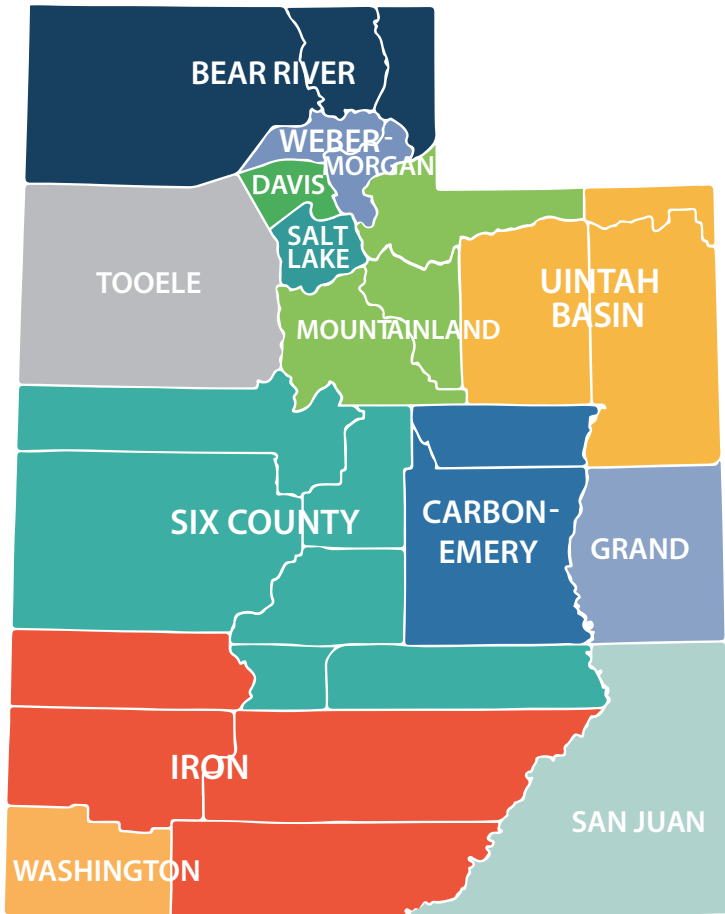 BEAR RIVER
WEBER-
MORGAN
DAVIS
SALT
LAKE
TOOELE
UINTAH
BASIN
MOUNTAINLAND
SIX COUNTY
CARBON-
EMERY
GRAND
IRON
SAN JUAN
WASHINGTON